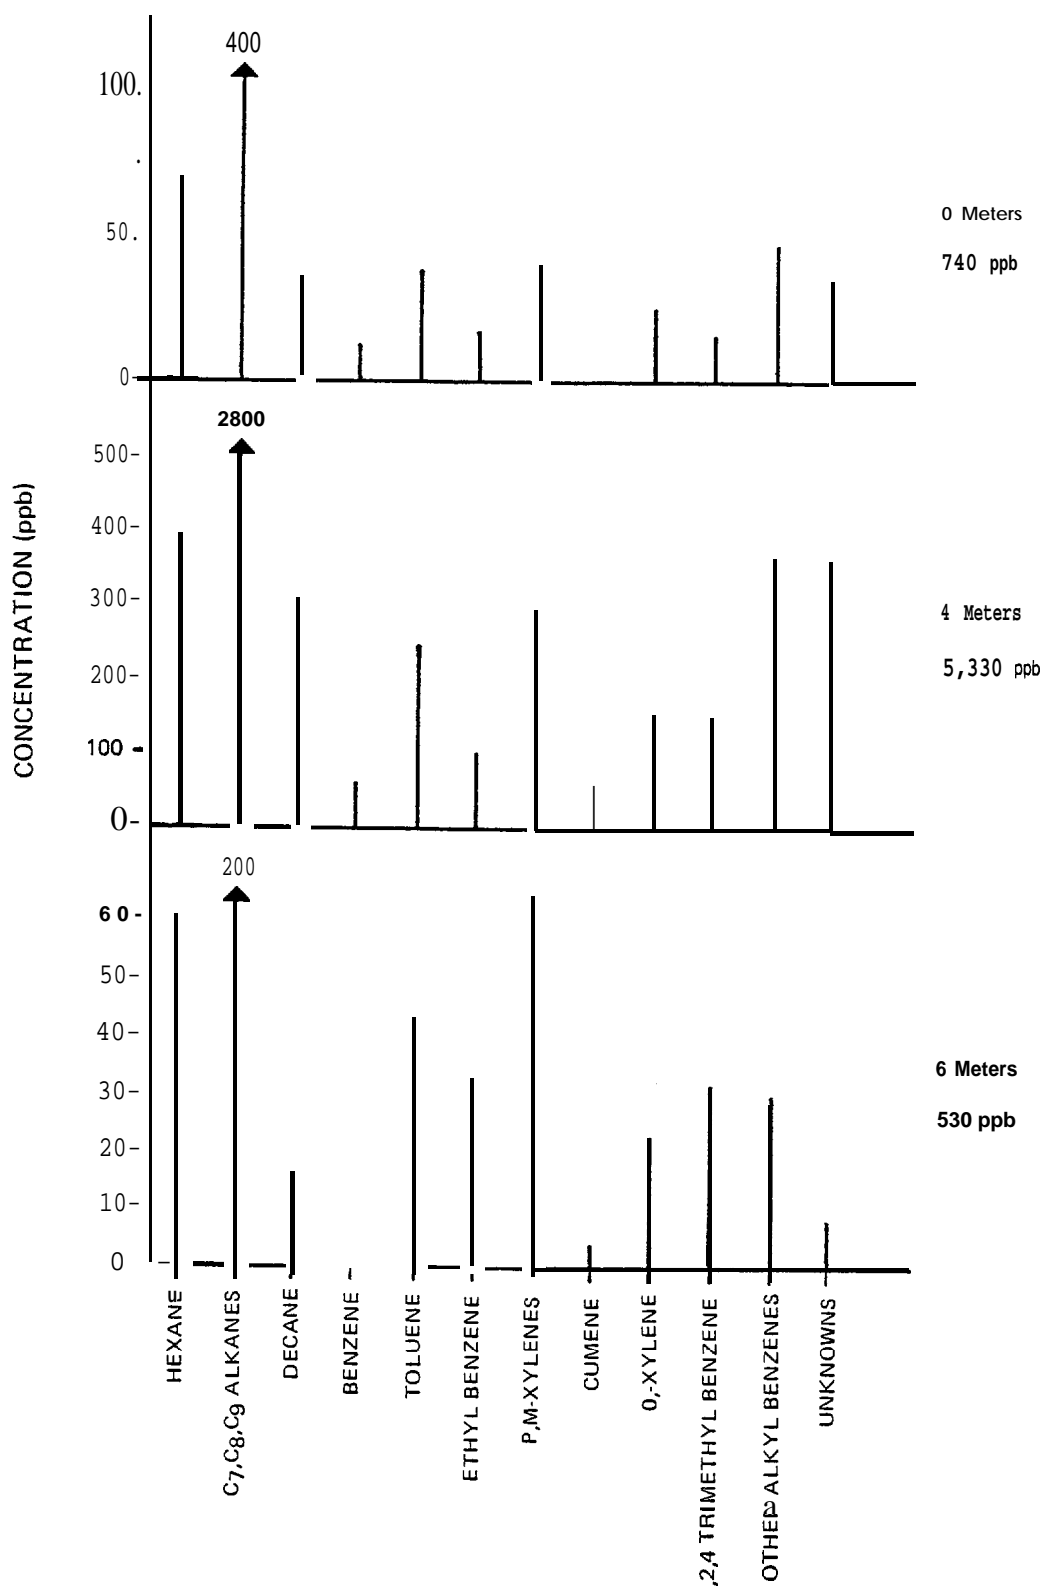 400
100.
50.
0-
0 Meters
740 ppb
2800
500-
400-
300-
200-
100-
0-
4 Meters
5,330 ppb
CONCENTRATION (ppb)
200
60-
50-
40-
30-
20-
10-
0 -
6 Meters
530 ppb
HEXANE
C7,C8,C9 ALKANES
DECANE
BENZENE
TOLUENE
ETHYL BENZENE
P,M-XYLENES
CUMENE
O,-XYLENE
,2,4 TRIMETHYL BENZENE
OTHER ALKYL BENZENES
UNKNOWNS